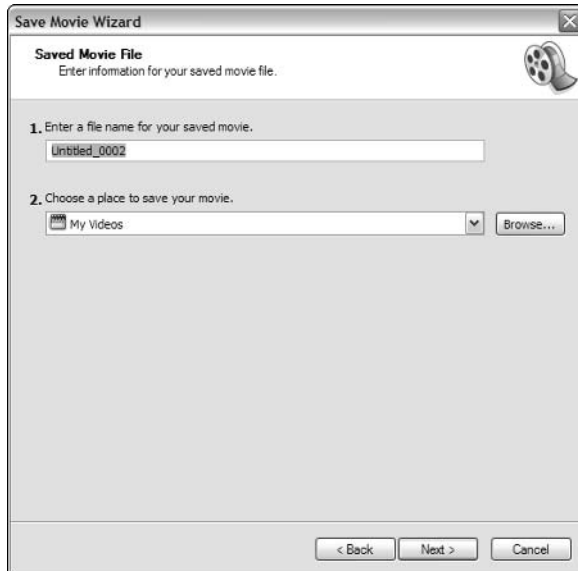 Save Movie Wizard
Saved Movie File
Enter information for your saved movie file.
1. Enter a file name for your saved movie.
Untitled_0002
2. Choose a place to save your movie.
My Videos
Browse...
< Back
Next >
Cancel